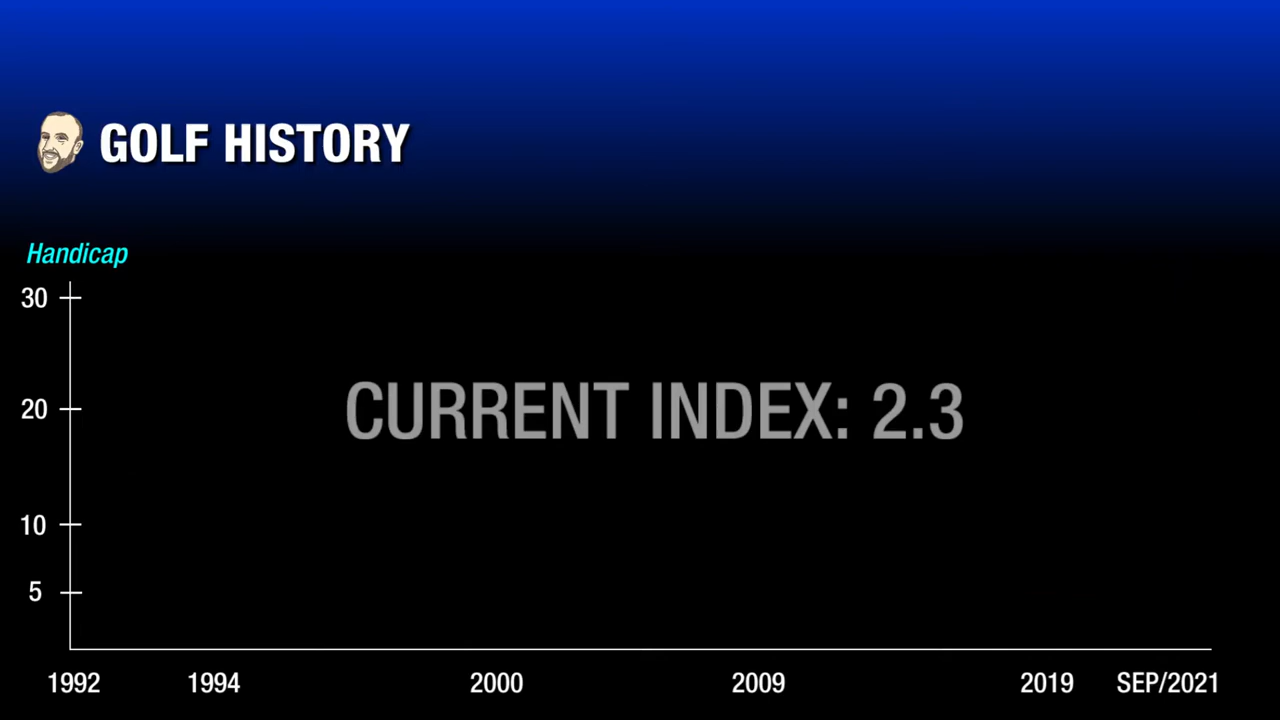 GOLF HISTORY
Handicap
30
20
CURRENT INDEX: 2.3
10
5
1992 1994 2000 2009 2019 SEP/2021